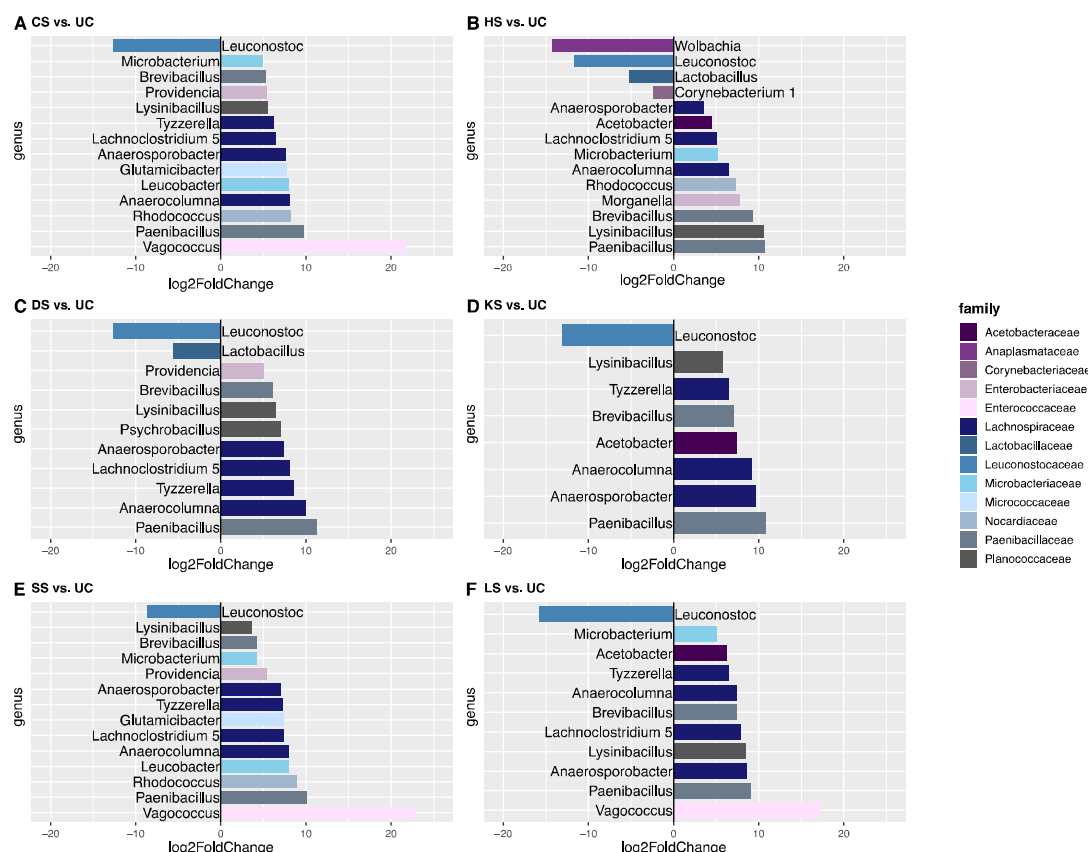 A CS vs. UC
Leuconostoc
Microbacterium
Brevibacillus
Providencia
Lysinibacillus
Tyzzerella
Lachnoclostridium 5
Anaerosporobacter
Glutamicibacter
Leucobacter
Anaerocolumna
Rhodococcus
Paenibacillus
Vagococcus
genus
−20 −10 0 10 20
log2FoldChange
B HS vs. UC
Wolbachia
Leuconostoc
Lactobacillus
Corynebacterium 1
Anaerosporobacter
Acetobacter
Lachnoclostridium 5
Microbacterium
Anaerocolumna
Rhodococcus
Morganella
Brevibacillus
Lysinibacillus
Paenibacillus
genus
−20 −10 0 10 20
log2FoldChange
C DS vs. UC
Leuconostoc
Lactobacillus
Providencia
Brevibacillus
Lysinibacillus
Psychrobacillus
Anaerosporobacter
Lachnoclostridium 5
Tyzzerella
Anaerocolumna
Paenibacillus
genus
−20 −10 0 10 20
log2FoldChange
D KS vs. UC
Leuconostoc
Lysinibacillus
Tyzzerella
Brevibacillus
Acetobacter
Anaerocolumna
Anaerosporobacter
Paenibacillus
genus
−20 −10 0 10 20
log2FoldChange
family
Acetobacteraceae
Anaplasmataceae
Corynebacteriaceae
Enterobacteriaceae
Enterococcaceae
Lachnospiraceae
Lactobacillaceae
Leuconostocaceae
Microbacteriaceae
Micrococcaceae
Nocardiaceae
Paenibacillaceae
Planococcaceae
E SS vs. UC
Leuconostoc
Lysinibacillus
Brevibacillus
Microbacterium
Providencia
Anaerosporobacter
Tyzzerella
Glutamicibacter
Lachnoclostridium 5
Anaerocolumna
Leucobacter
Rhodococcus
Paenibacillus
Vagococcus
genus
−20 −10 0 10 20
log2FoldChange
F LS vs. UC
Leuconostoc
Microbacterium
Acetobacter
Tyzzerella
Anaerocolumna
Brevibacillus
Lachnoclostridium 5
Lysinibacillus
Anaerosporobacter
Paenibacillus
Vagococcus
genus
−20 −10 0 10 20
log2FoldChange